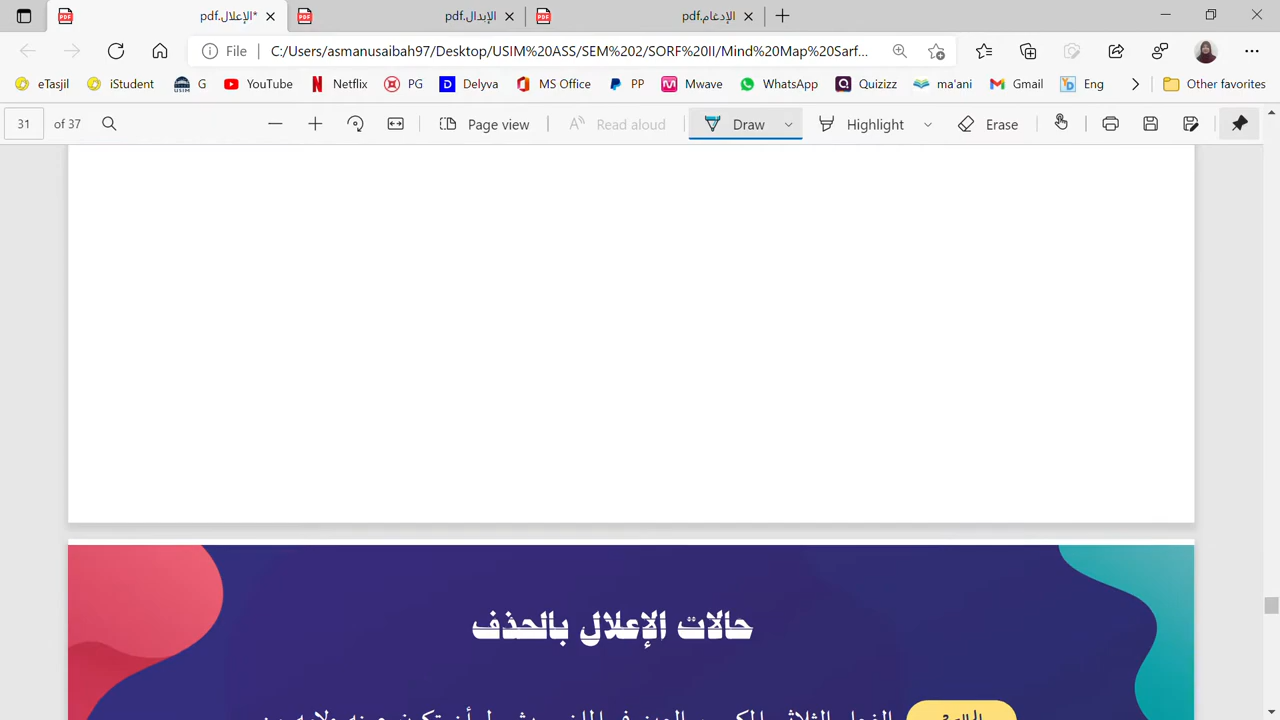 الإعلال.pdf*
الإبدال.pdf
الإدغام.pdf
File
C:/Users/asmanusaibah97/Desktop/USIM%20ASS/SEM%202/SORF%20II/Mind%20Map%20Sarf...
eTasjil
iStudent
G
YouTube
Netflix
PG
Delyva
MS Office
PP
Mwave
WhatsApp
Quizizz
ma'ani
Gmail
Eng
Other favorites
31 of 37
Page view
Read aloud
Draw
Highlight
Erase
حالات الإعلال بالحذف